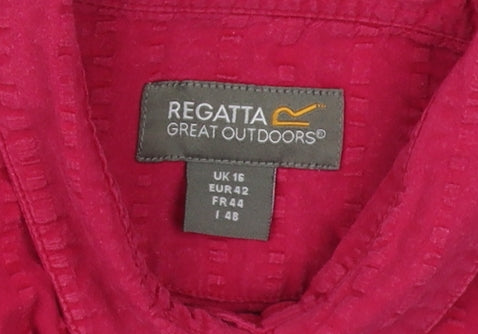 REGATTA
GREAT OUTDOORS®
UK 16
EUR 42
FR 44
I 48